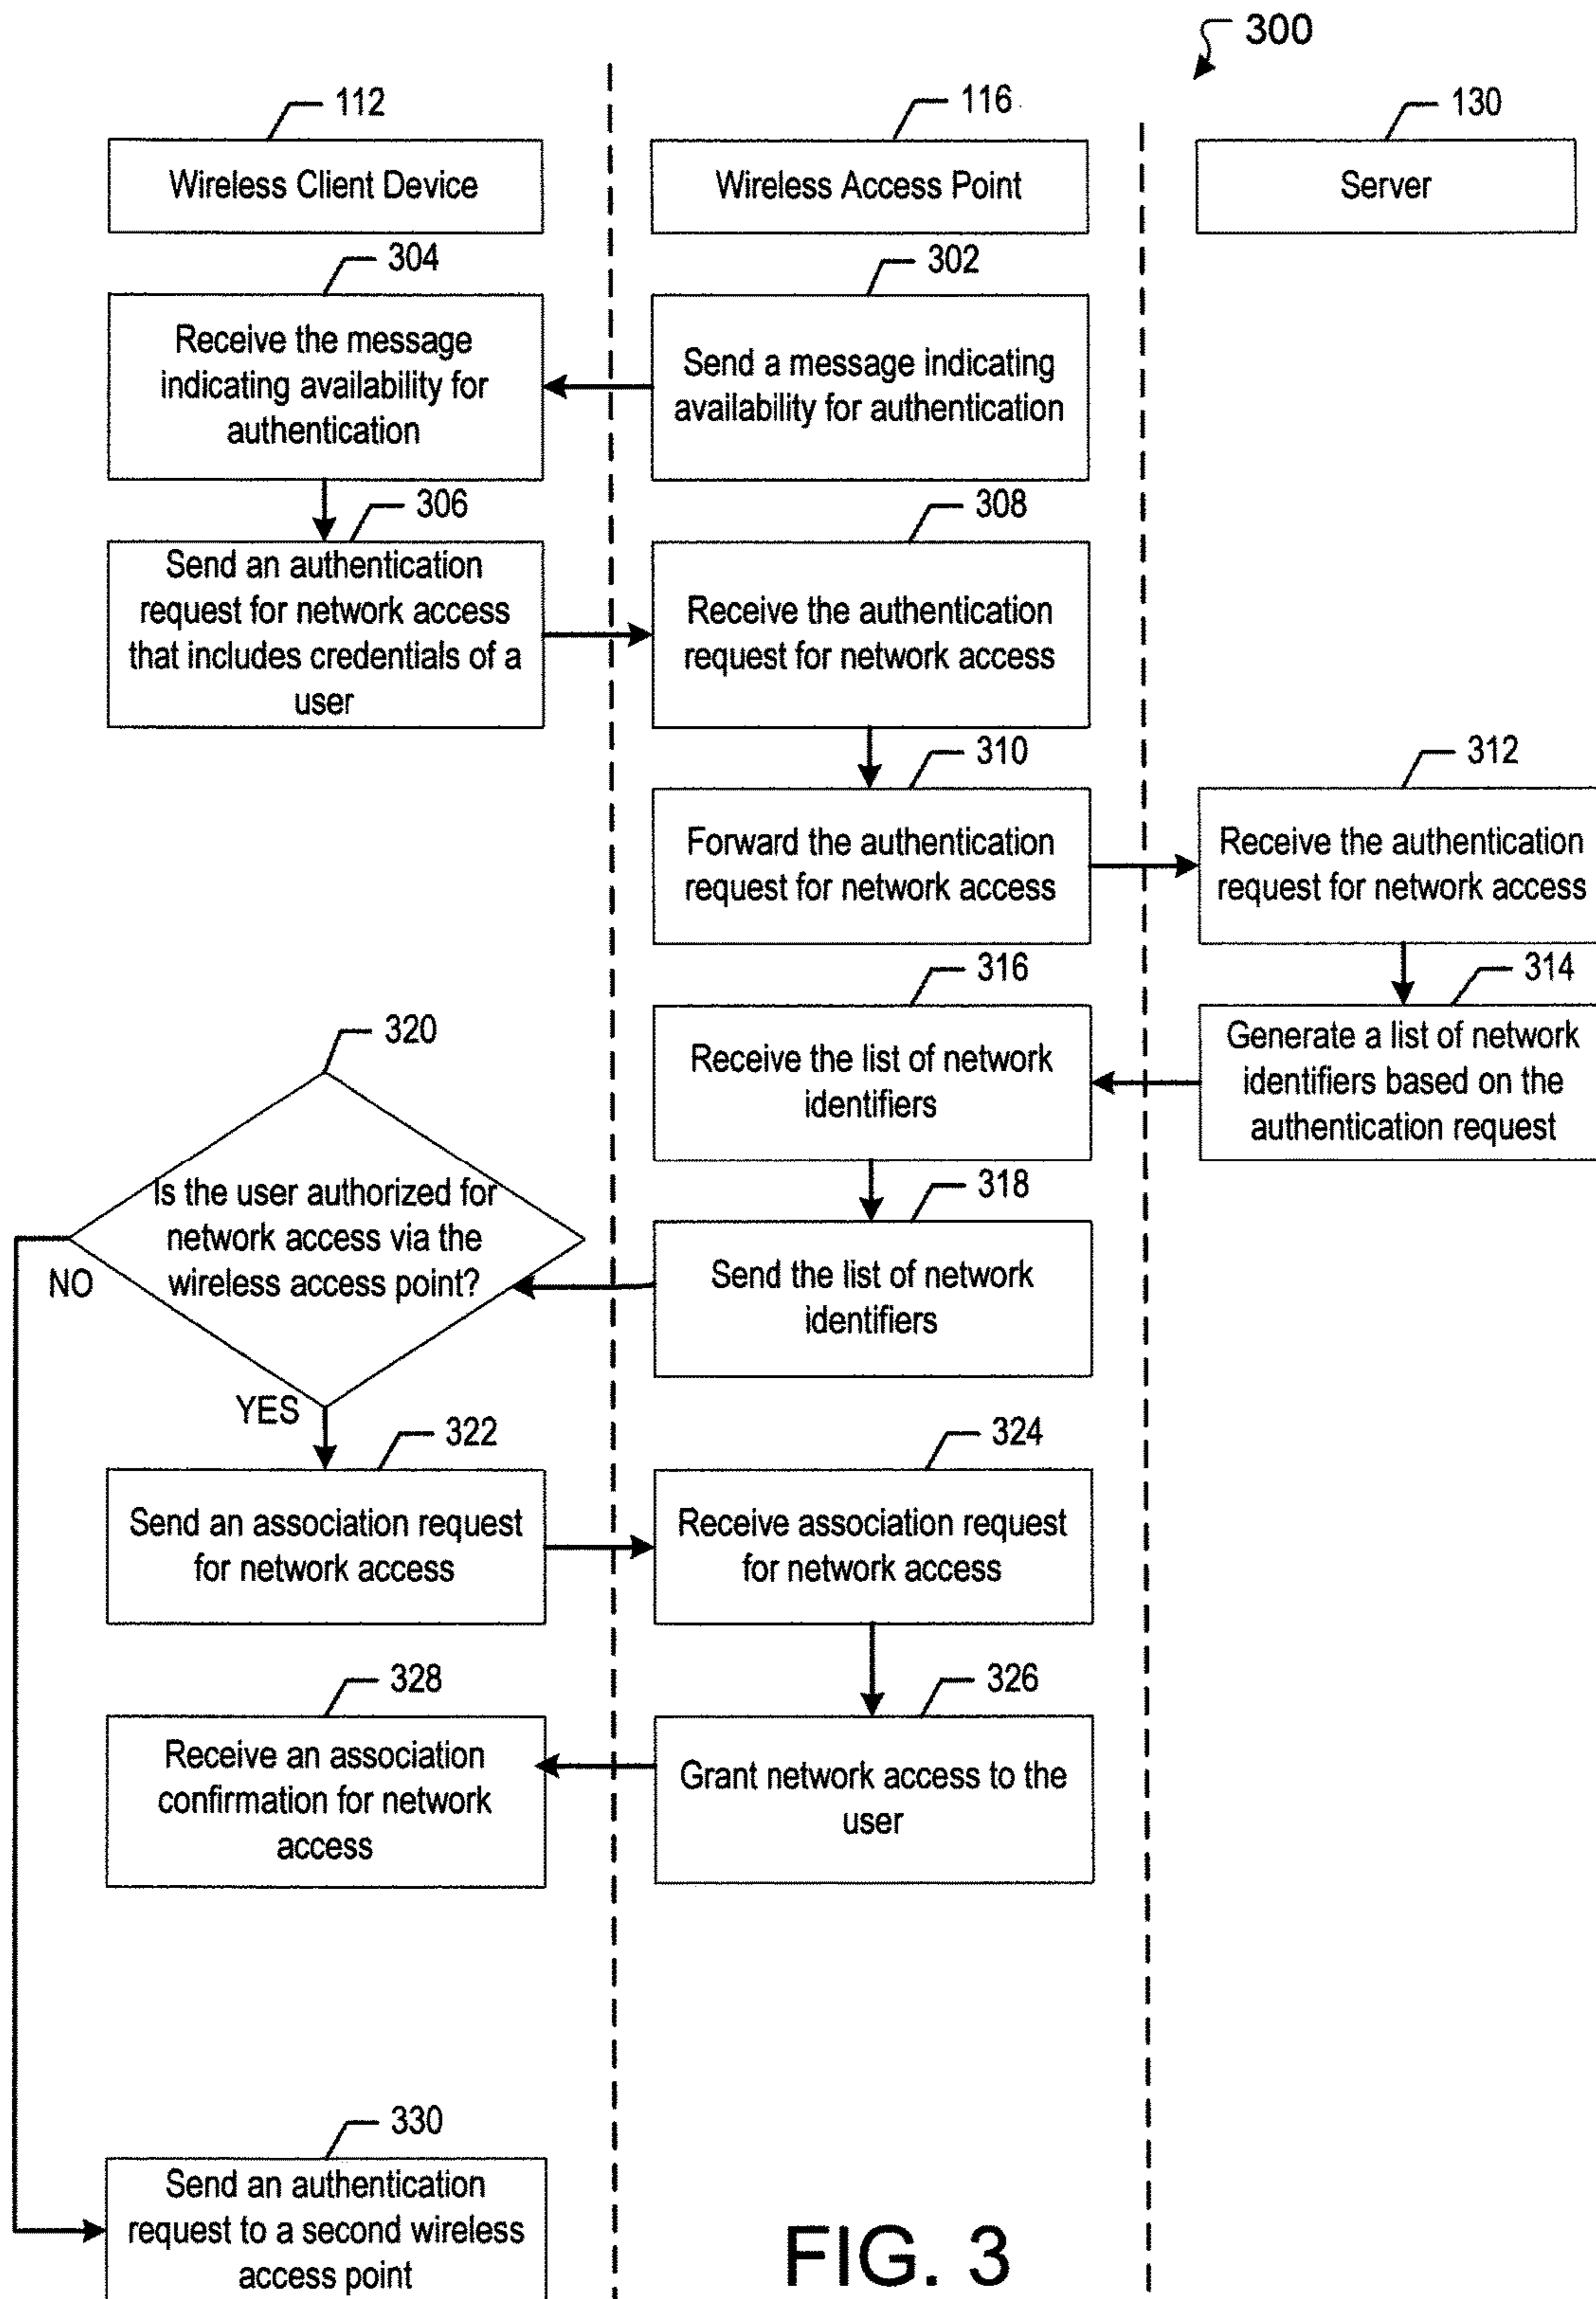 300
112
116
130
Wireless Client Device
Wireless Access Point
Server
304
302
Receive the message
indicating availability for
authentication
Send a message indicating
availability for authentication
306
308
Send an authentication
request for network access
that includes credentials of a
user
Receive the authentication
request for network access
310
312
Forward the authentication
request for network access
Receive the authentication
request for network access
316
314
Receive the list of network
identifiers
Generate a list of network
identifiers based on the
authentication request
320
318
Is the user authorized for
network access via the
wireless access point?
NO
YES
Send the list of network
identifiers
322
324
Send an association request
for network access
Receive association request
for network access
328
326
Receive an association
confirmation for network
access
Grant network access to the
user
330
Send an authentication
request to a second wireless
access point
FIG. 3